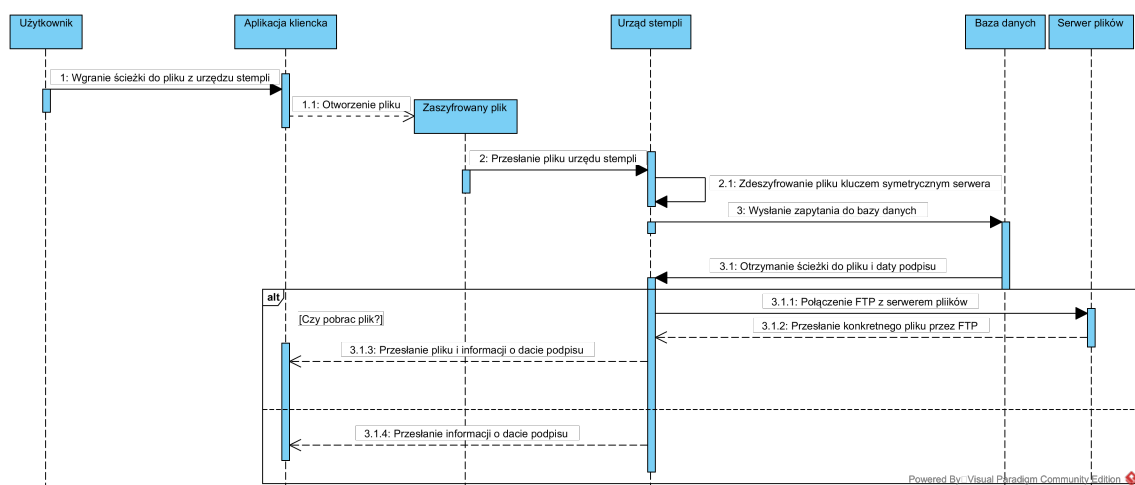 Użytkownik
Aplikacja kliencka
Urząd stempli
Baza danych
Serwer plików
1: Wgranie ścieżki do pliku z urzędzu stempli
1.1: Otworzenie pliku
Zaszyfrowany plik
2: Przesłanie pliku urzędu stempli
2.1: Zdeszyfrowanie pliku kluczem symetrycznym serwera
3: Wysłanie zapytania do bazy danych
3.1: Otrzymanie ścieżki do pliku i daty podpisu
alt
3.1.1: Połączenie FTP z serwerem pliików
[Czy pobrac plik?]
3.1.2: Przesłanie konkretnego pliku przez FTP
3.1.3: Przesłanie pliku i informacji o dacie podpisu
3.1.4: Przesłanie informacji o dacie podpisu
Powered By Visual Paradigm Community Edition